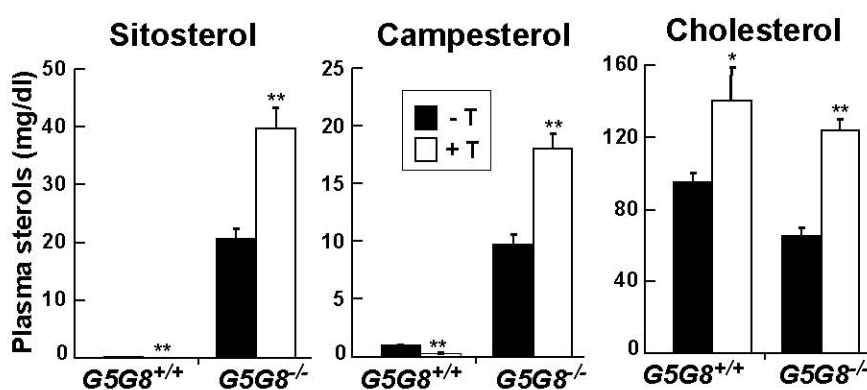 Sitosterol
Campesterol
Cholesterol
Plasma sterols (mg/dl)
50
40
30
20
10
0
**
**
G5G8+/+
G5G8-/-
25
20
15
10
5
0
- T
+ T
**
**
G5G8+/+
G5G8-/-
160
120
80
40
0
*
**
G5G8+/+
G5G8-/-